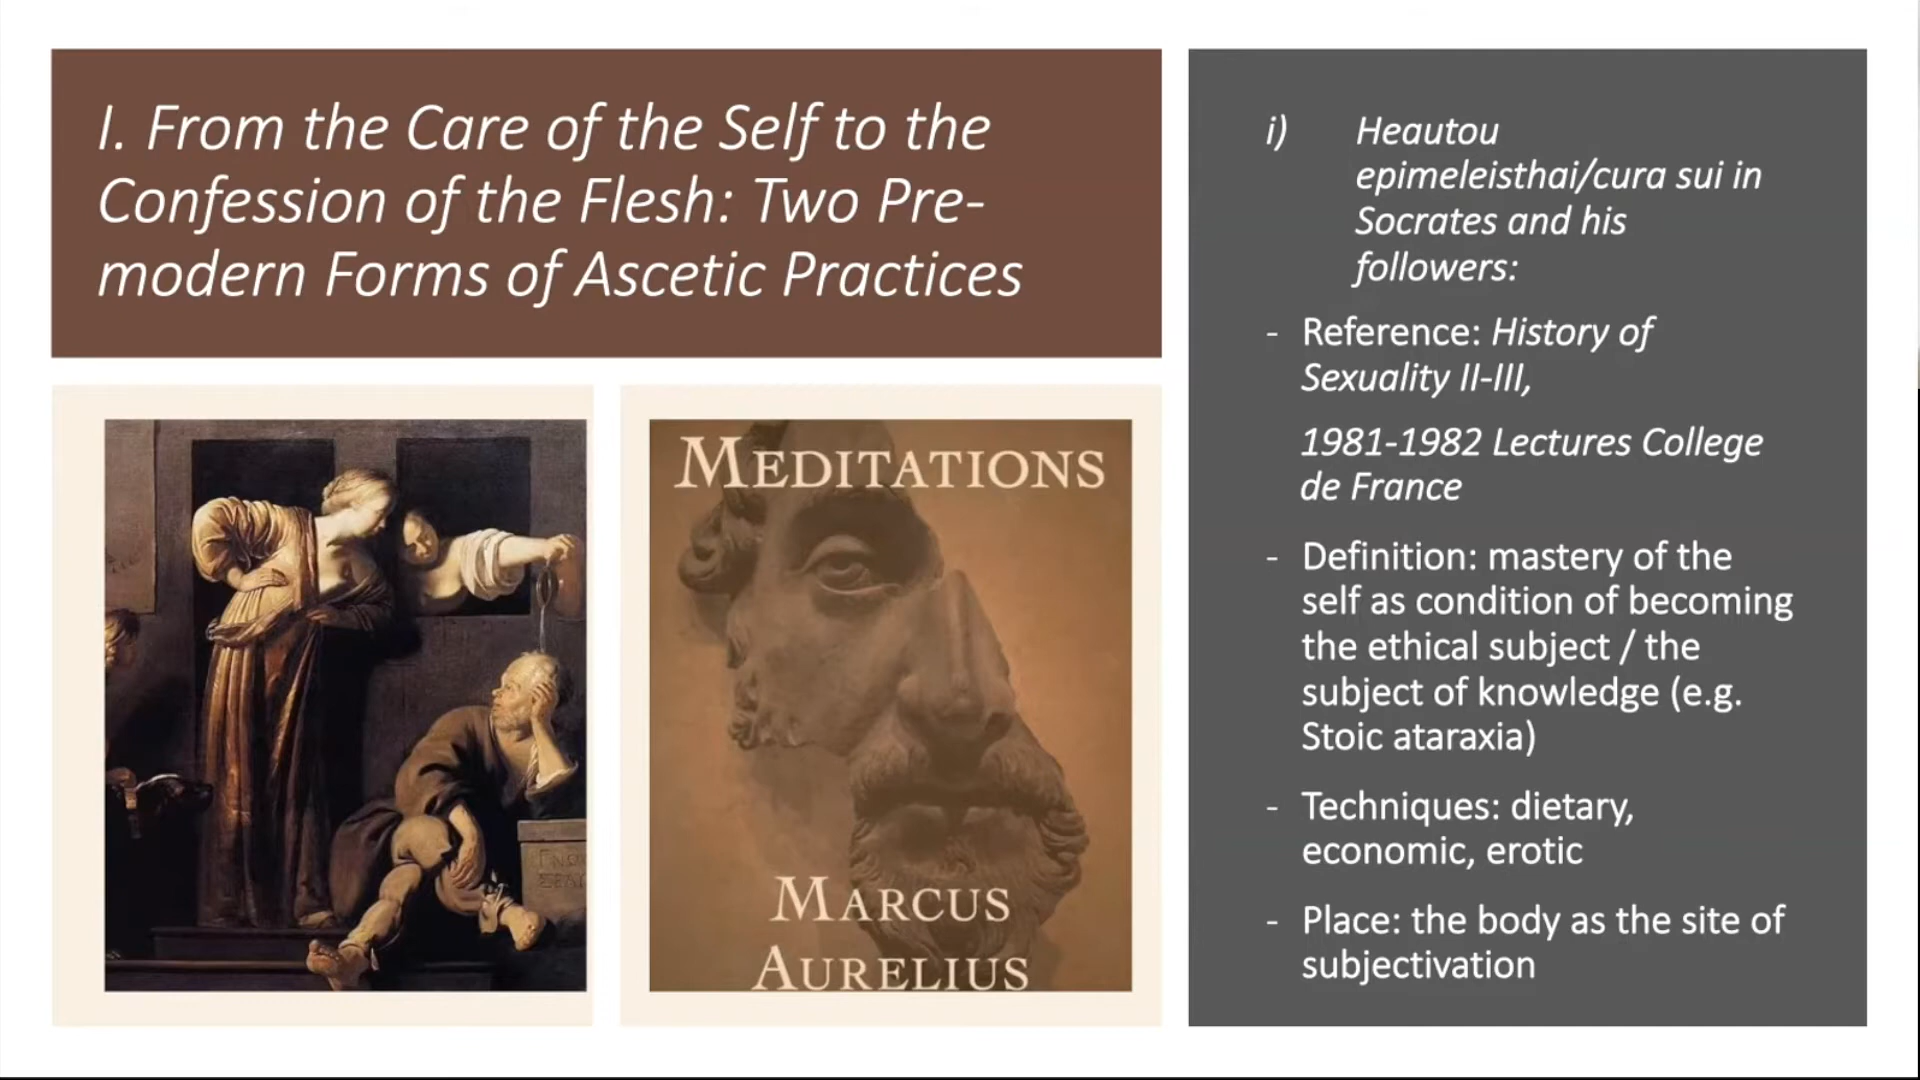 I. From the Care of the Self to the
Confession of the Flesh: Two Pre-
modern Forms of Ascetic Practices
MEDITATIONS
MARCUS
AURELIUS
i) Heautou
epimeleisthai/cura sui in
Socrates and his
followers:
- Reference: History of
Sexuality II-III,
1981-1982 Lectures College
de France
- Definition: mastery of the
self as condition of becoming
the ethical subject / the
subject of knowledge (e.g.
Stoic ataraxia)
- Techniques: dietary,
economic, erotic
- Place: the body as the site of
subjectivation